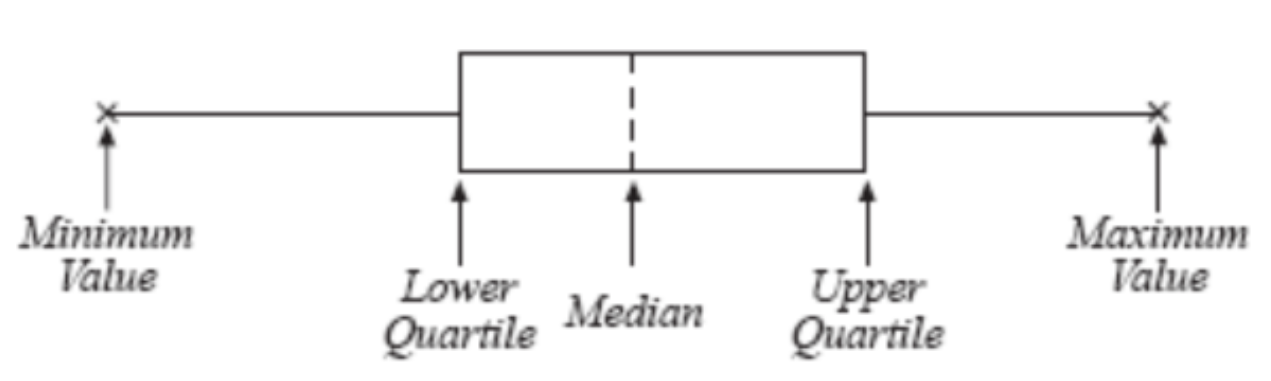 Minimum
Value
Lower
Quartile
Median
Upper
Quartile
Maximum
Value